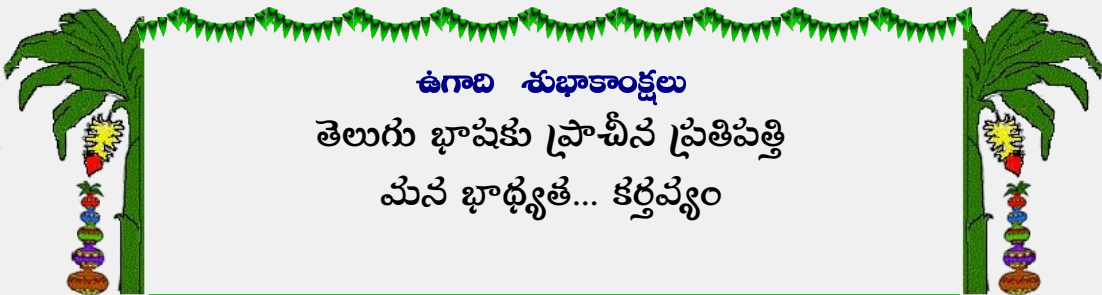 ఉగాది శుభాకాంక్షలు
తెలుగు భాషకు ప్రాచీన ప్రతిపత్తి
మన భాథ్యత... కర్తవ్యం